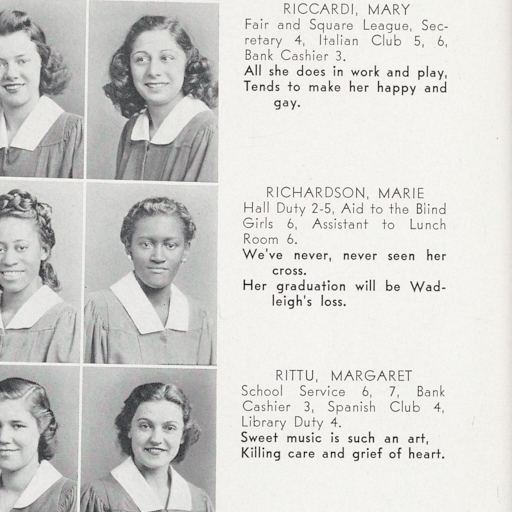 RICCARDI, MARY
Fair and Square League, Sec-
retary 4, Italian Club 5, 6,
Bank Cashier 3.
All she does in work and play,
Tends to make her happy and
gay.
RICHARDSON, MARIE
Hall Duty 2-5, Aid to the Blind
Girls 6, Assistant to Lunch
Room 6.
We've never, never seen her
cross.
Her graduation will be Wad-
leigh's loss.
RITTU, MARGARET
School Service 6, 7, Bank
Cashier 3, Spanish Club 4,
Library Duty 4.
Sweet music is such an art,
Killing care and grief of heart.